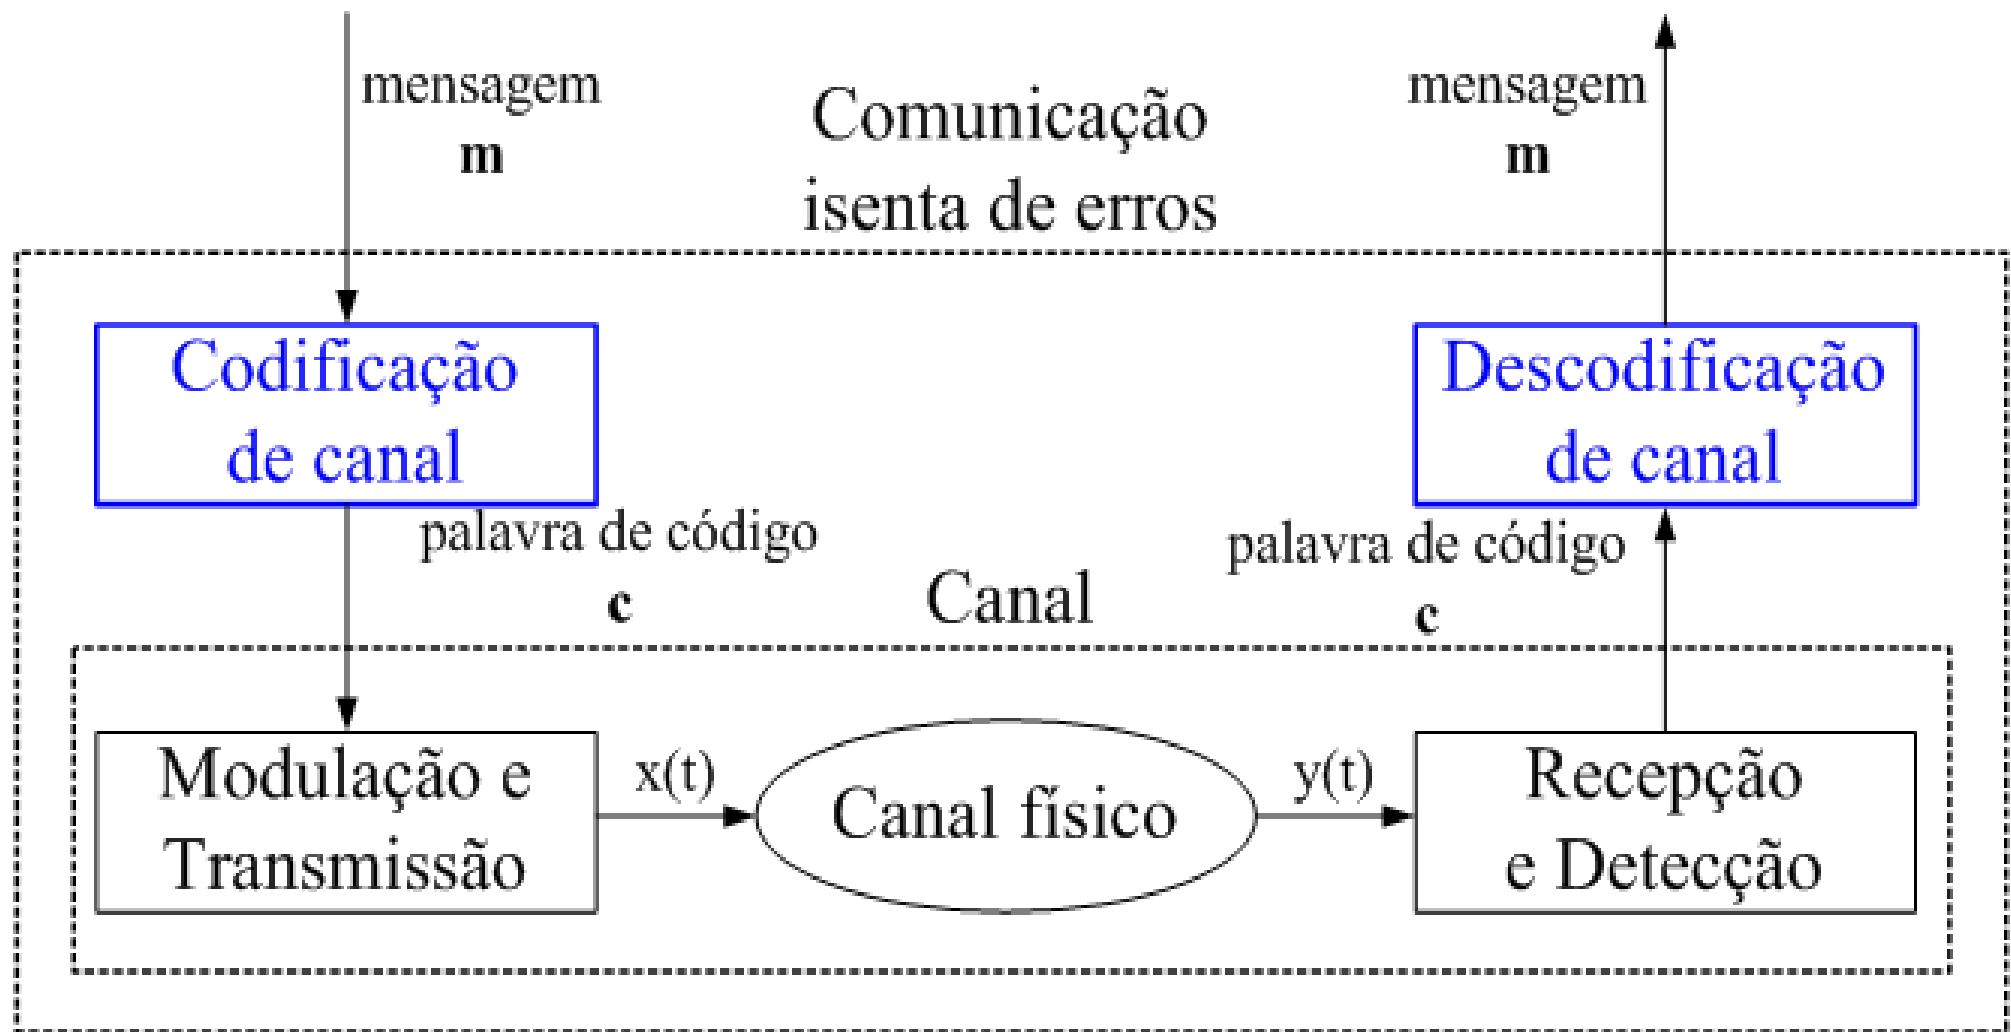 mensagem
m
Comunicação
isenta de erros
mensagem
m
Codificação
de canal
Descodificação
de canal
palavra de código
c
Canal
palavra de código
c
Modulação e
Transmissão
x(t)
Canal físico
y(t)
Recepção
e Detecção